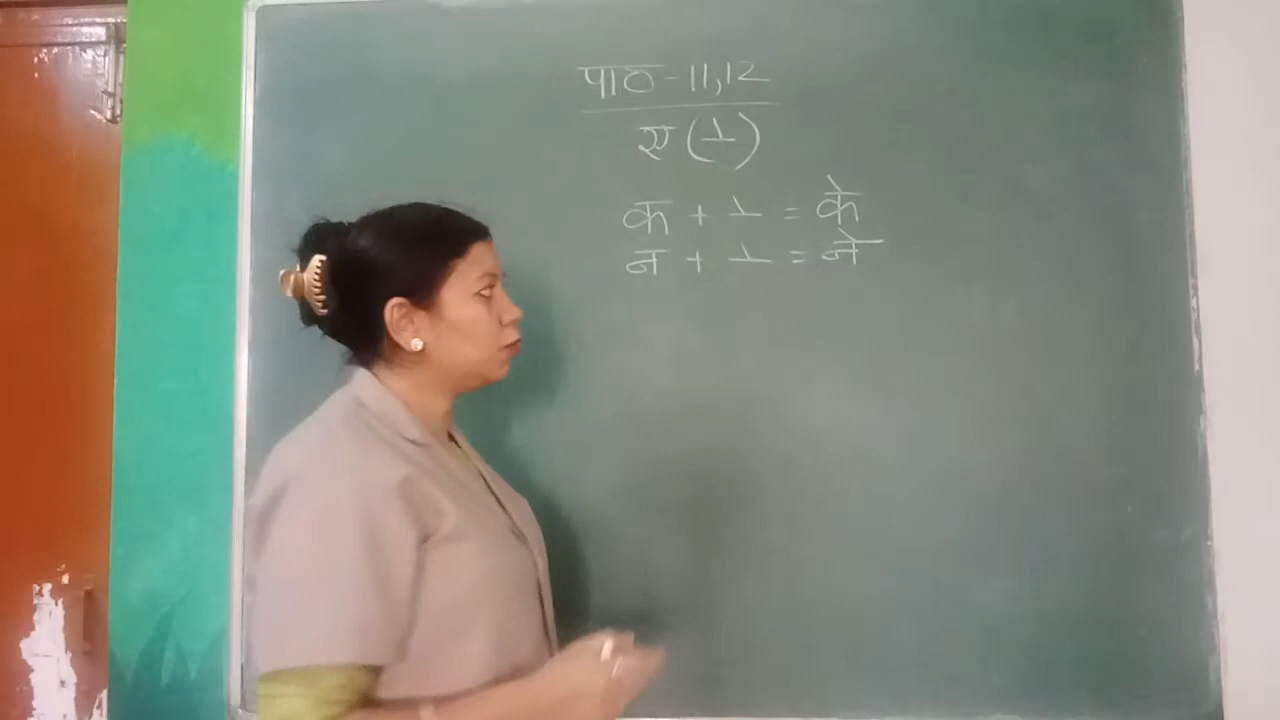 पाठ - 11,12
ए (े)
क + े = के
न + े = ने